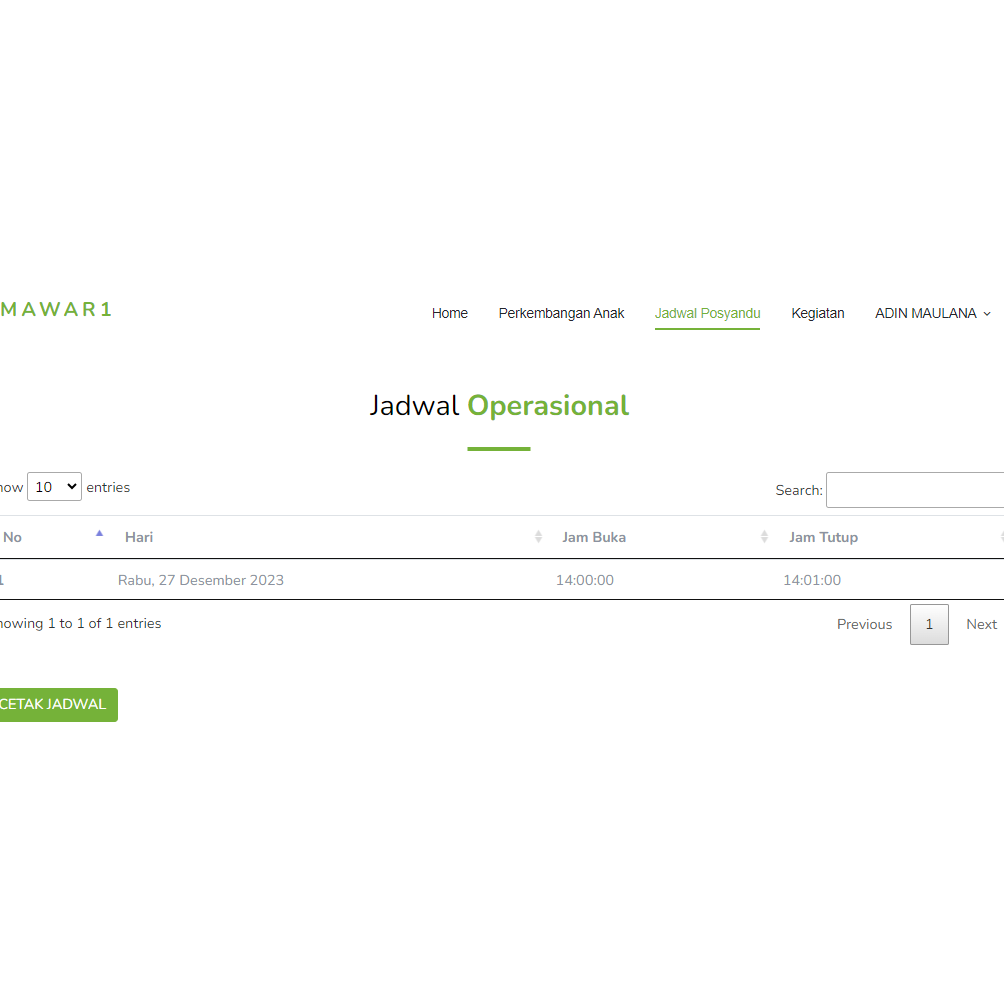 MAWAR1
Home Perkembangan Anak Jadwal Posyandu Kegiatan ADIN MAULANA
Jadwal Operasional
10 entries Search:
No Hari Jam Buka Jam Tutup
1 Rabu, 27 Desember 2023 14:00:00 14:01:00
howing 1 to 1 of 1 entries Previous 1 Next
CETAK JADWAL